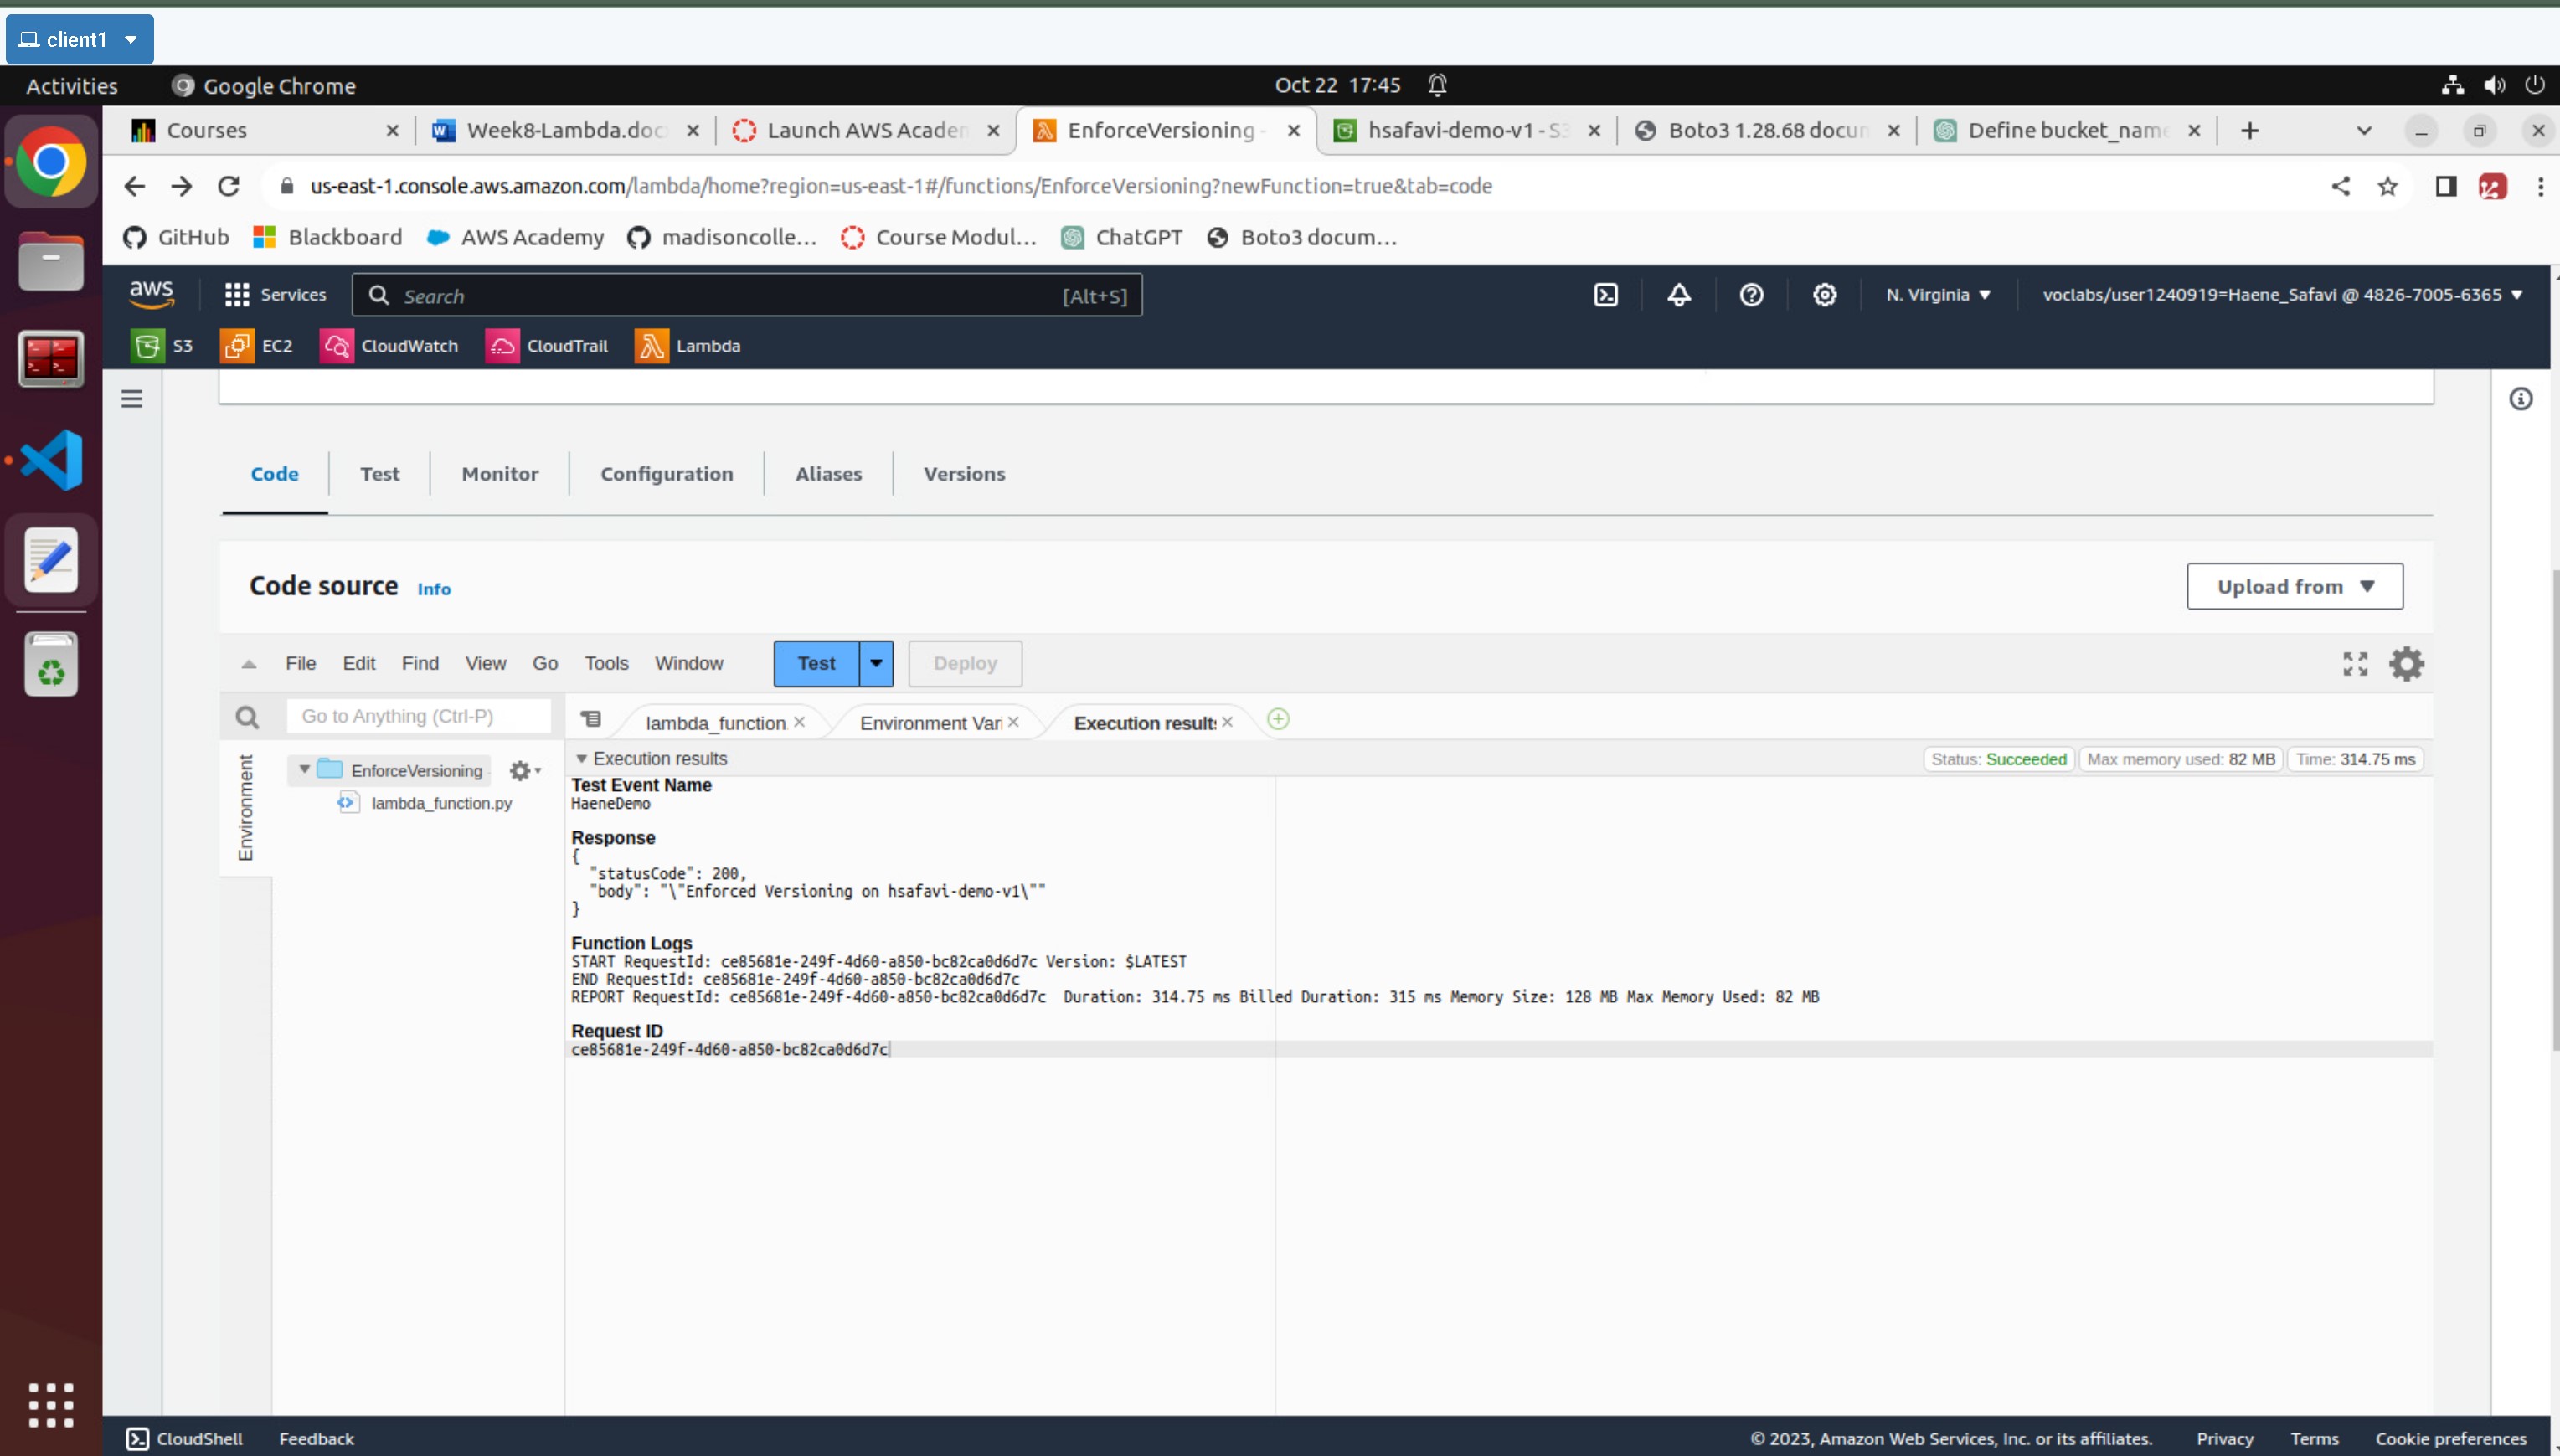 client1
Activities
Google Chrome
Oct 22 17:45
Courses
Week8-Lambda.doc
Launch AWS Academ
EnforceVersioning -
hsafavi-demo-v1 - S3
Boto3 1.28.68 docum
Define bucket_name
us-east-1.console.aws.amazon.com/lambda/home?region=us-east-1#/functions/EnforceVersioning?newFunction=true&tab=code
GitHub
Blackboard
AWS Academy
madisoncolle...
Course Modul...
ChatGPT
Boto3 docum...
aws
Services
Search
[Alt+S]
N. Virginia
voclabs/user1240919=Haene_Safavi @ 4826-7005-6365
S3
EC2
CloudWatch
CloudTrail
Lambda
Code
Test
Monitor
Configuration
Aliases
Versions
Code source
Info
Upload from
File
Edit
Find
View
Go
Tools
Window
Test
Deploy
Go to Anything (Ctrl-P)
lambda_function
Environment Vari
Execution results
Environment
EnforceVersioning
lambda_function.py
Execution results
Status: Succeeded
Max memory used: 82 MB
Time: 314.75 ms
Test Event Name
HaeneDemo
Response
{
"statusCode": 200,
"body": "\"Enforced Versioning on hsafavi-demo-v1\""
}
Function Logs
START RequestId: ce85681e-249f-4d60-a850-bc82ca0d6d7c Version: $LATEST
END RequestId: ce85681e-249f-4d60-a850-bc82ca0d6d7c
REPORT RequestId: ce85681e-249f-4d60-a850-bc82ca0d6d7c Duration: 314.75 ms Billed Duration: 315 ms Memory Size: 128 MB Max Memory Used: 82 MB
Request ID
ce85681e-249f-4d60-a850-bc82ca0d6d7c
CloudShell
Feedback
© 2023, Amazon Web Services, Inc. or its affiliates.
Privacy
Terms
Cookie preferences